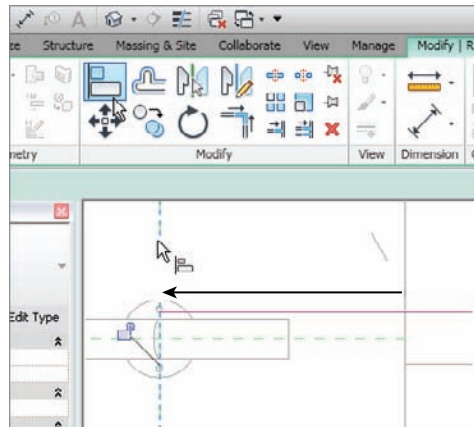 Structure Massing & Site Collaborate View Manage Modify | R
Modify View Dimension
Edit Type